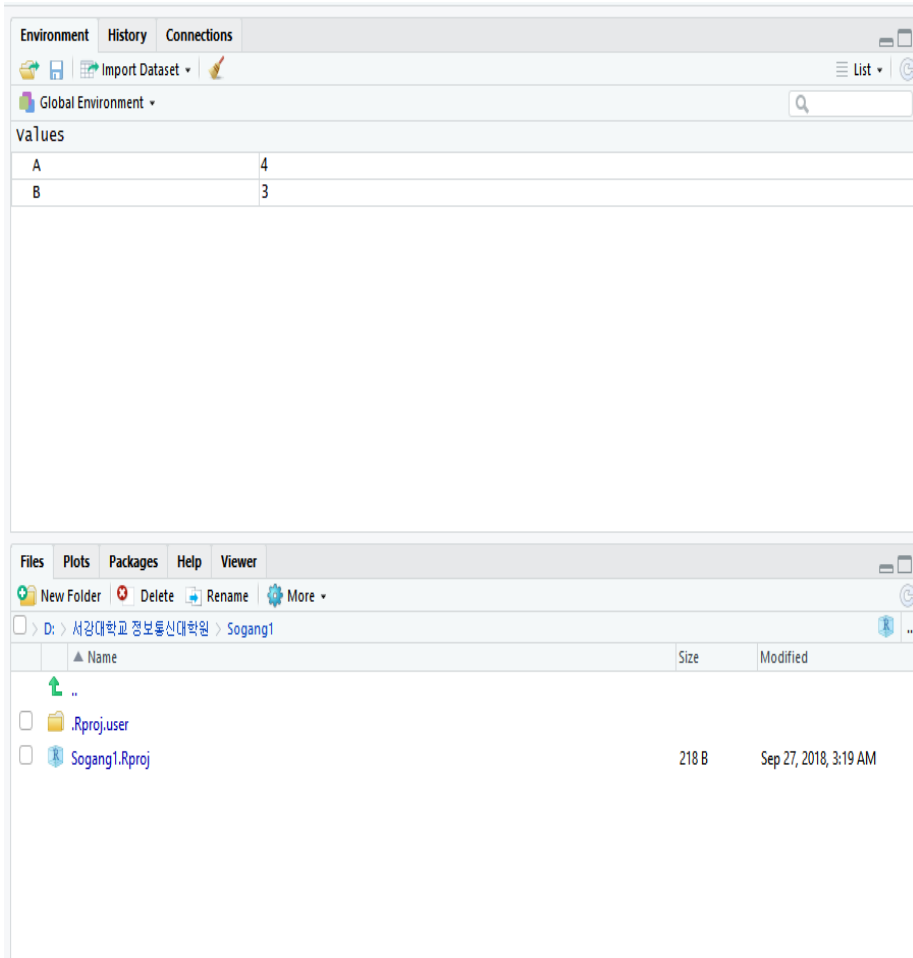 Environment History Connections
Import Dataset List
Global Environment
Values
A 4
B 3
Files Plots Packages Help Viewer
New Folder Delete Rename More
D: 서강대학교 정보통신대학원 Sogang1
Name Size Modified
..
.Rproj.user
Sogang1.Rproj 218 B Sep 27, 2018, 3:19 AM